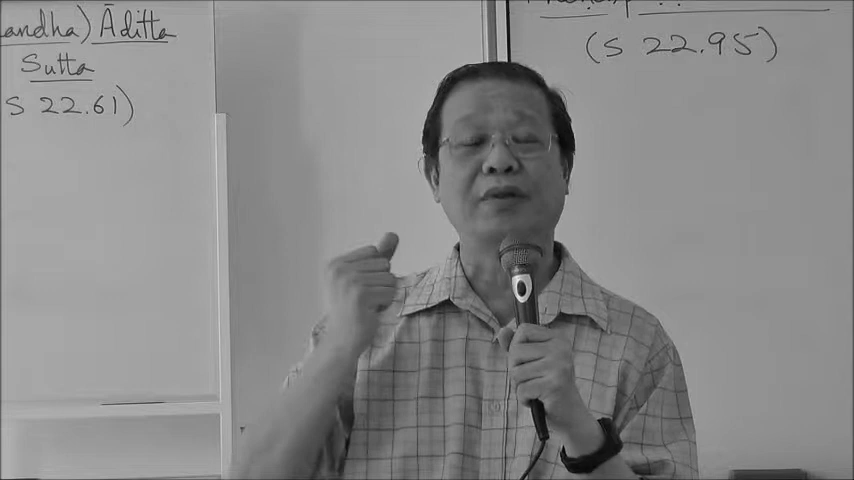 andha) Āditta
Sutta
S 22.61)
(S 22.95)